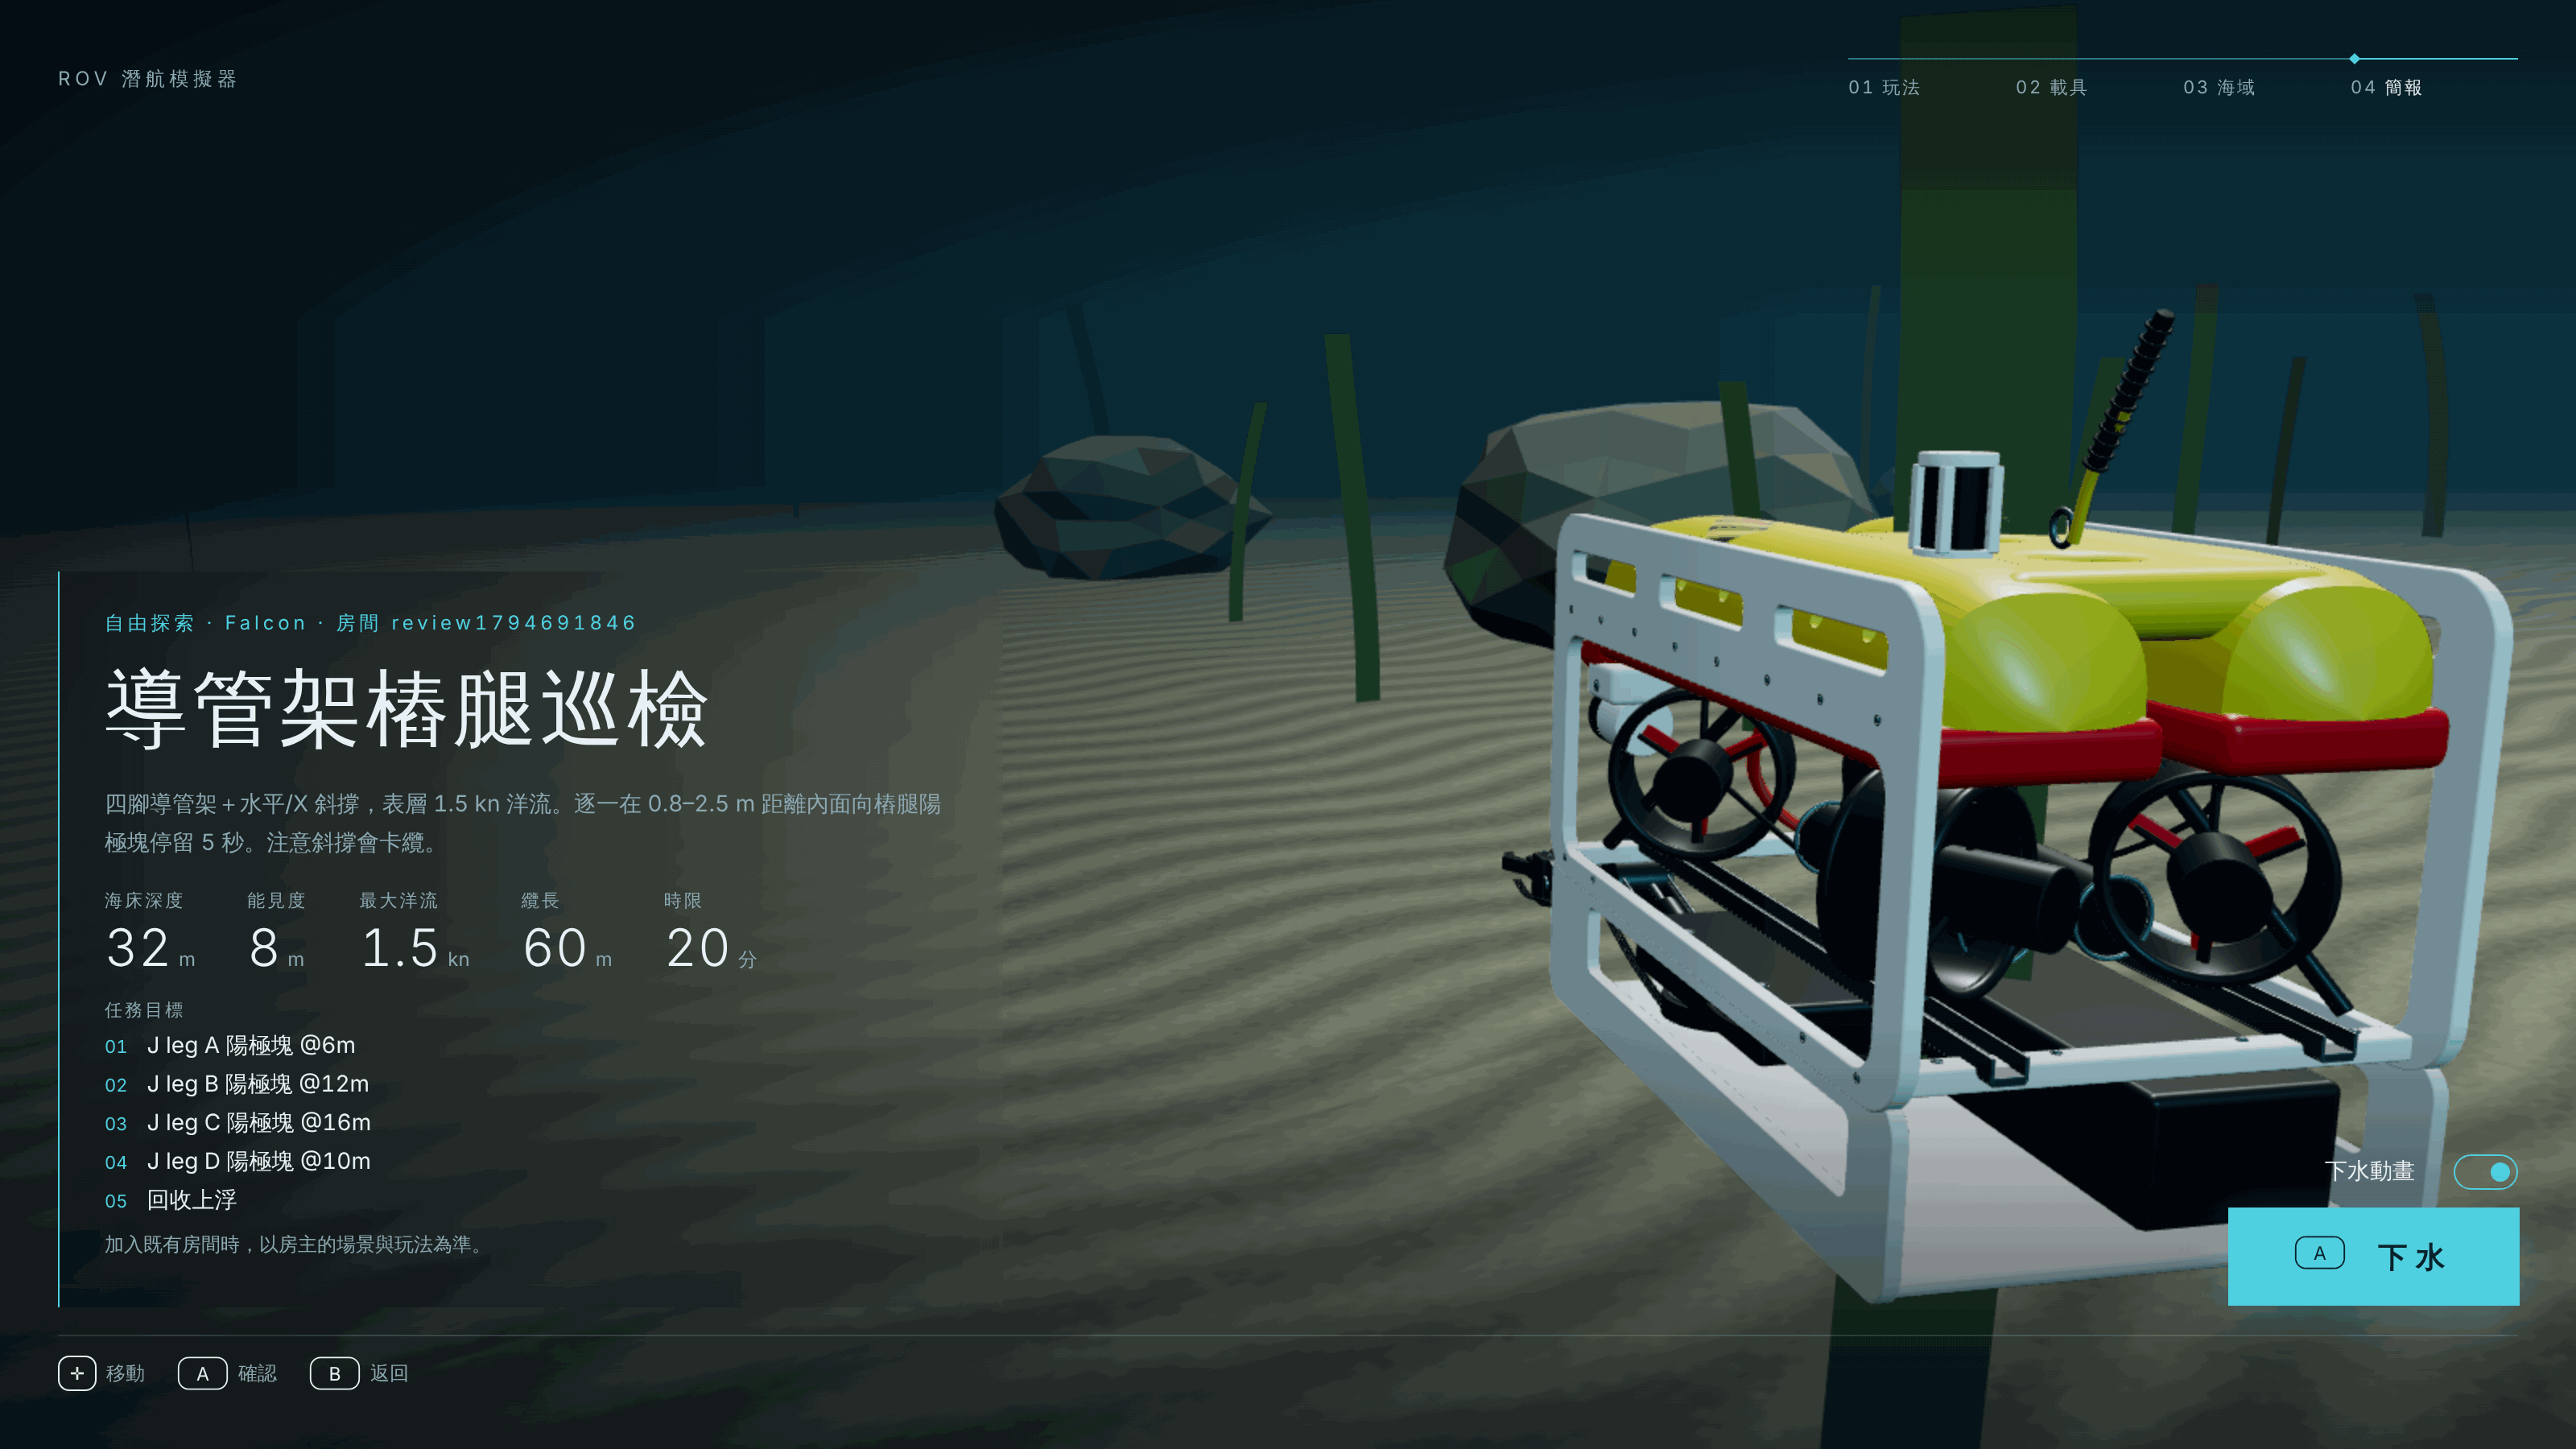 ROV 潛航模擬器
01 玩法 02 載具 03 海域 04 簡報
自由探索 · Falcon · 房間 review1794691846
導管架樁腿巡檢
四腳導管架＋水平/X 斜撐，表層 1.5 kn 洋流。逐一在 0.8–2.5 m 距離內面向樁腿陽
極塊停留 5 秒。注意斜撐會卡纜。
海床深度 能見度 最大洋流 纜長 時限
32 m 8 m 1.5 kn 60 m 20 分
任務目標
01 J leg A 陽極塊 @6m
02 J leg B 陽極塊 @12m
03 J leg C 陽極塊 @16m
04 J leg D 陽極塊 @10m
05 回收上浮
加入既有房間時，以房主的場景與玩法為準。
下水動畫
A 下水
移動 A 確認 B 返回